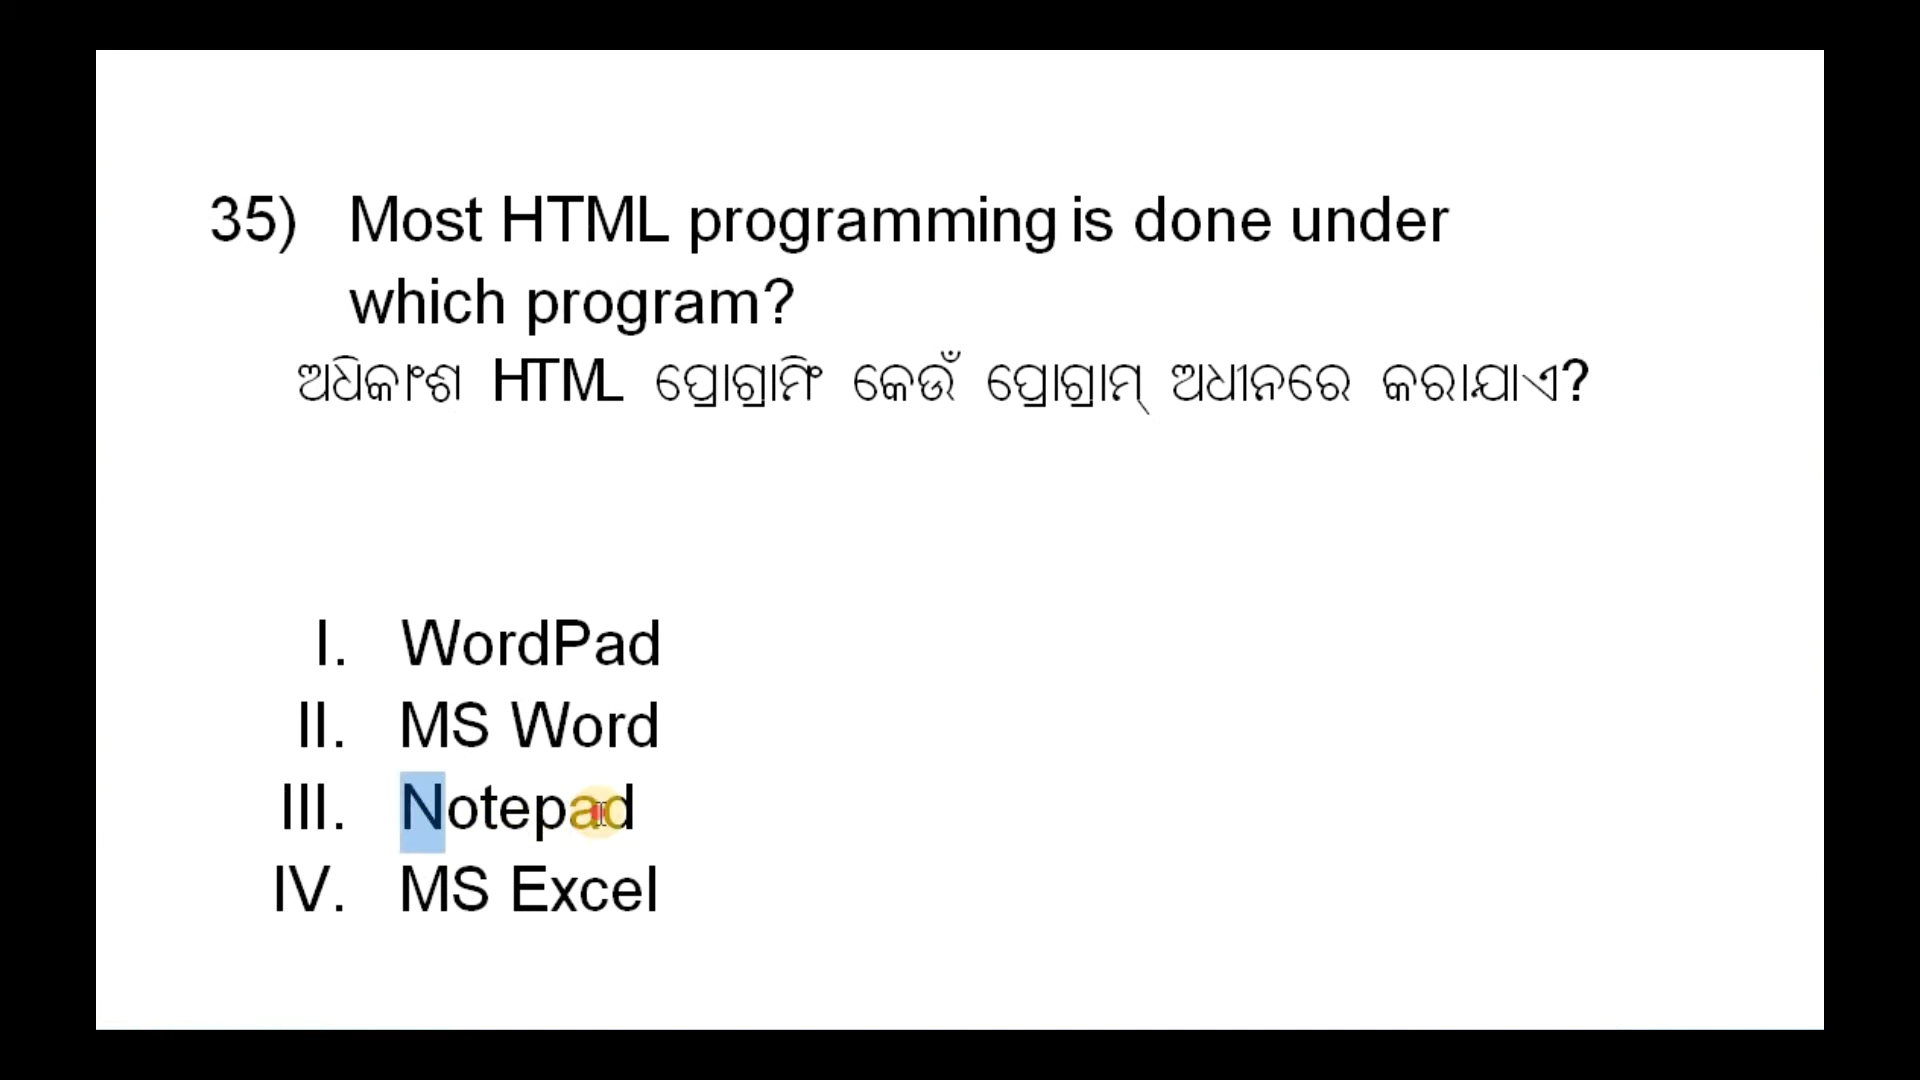 35) Most HTML programming is done under
which program?
ଅଧିକାଂଶ HTML ପ୍ରୋଗ୍ରାମିଂ କେଉଁ ପ୍ରୋଗ୍ରାମ୍ ଅଧୀନରେ କରାଯାଏ?
I. WordPad
II. MS Word
III. Notepad
IV. MS Excel